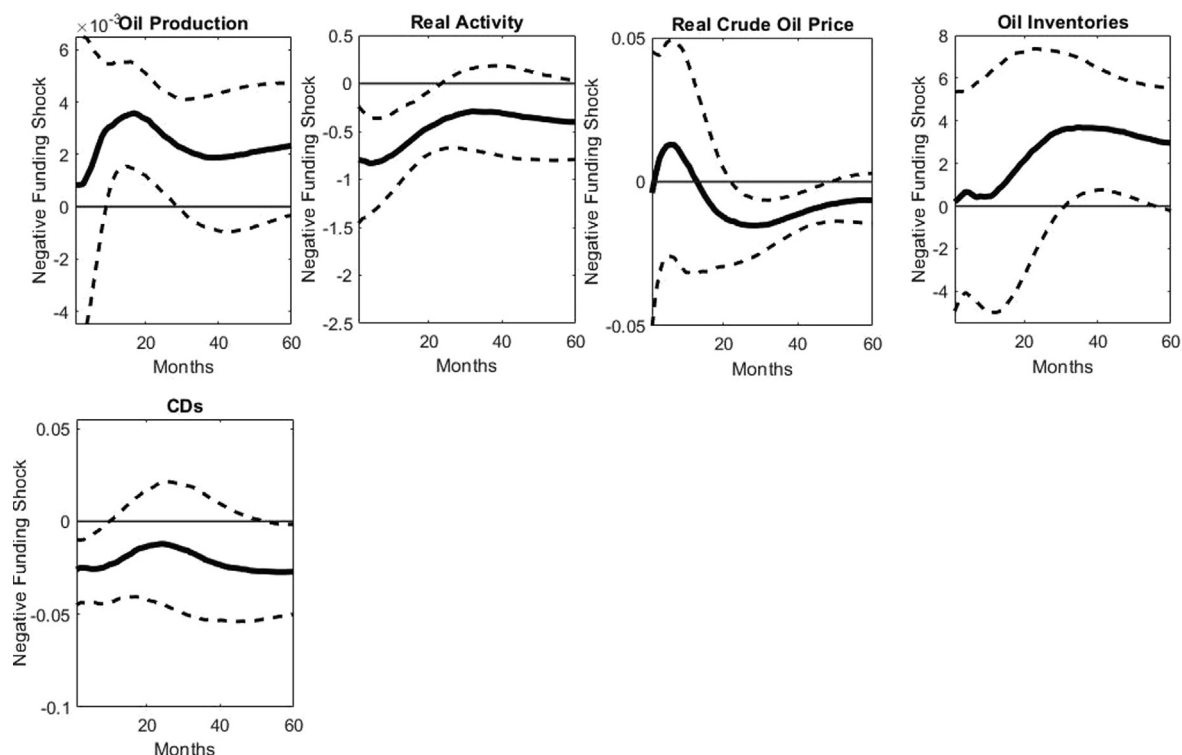 ×10⁻³ Oil Production
Negative Funding Shock
6
4
2
0
-2
-4
20 40 60
Months
Real Activity
Negative Funding Shock
0.5
0
-0.5
-1
-1.5
-2
-2.5
20 40 60
Months
Real Crude Oil Price
Negative Funding Shock
0.05
0
-0.05
20 40 60
Months
Oil Inventories
Negative Funding Shock
8
6
4
2
0
-2
-4
20 40 60
Months
CDs
Negative Funding Shock
0.05
0
-0.05
-0.1
20 40 60
Months